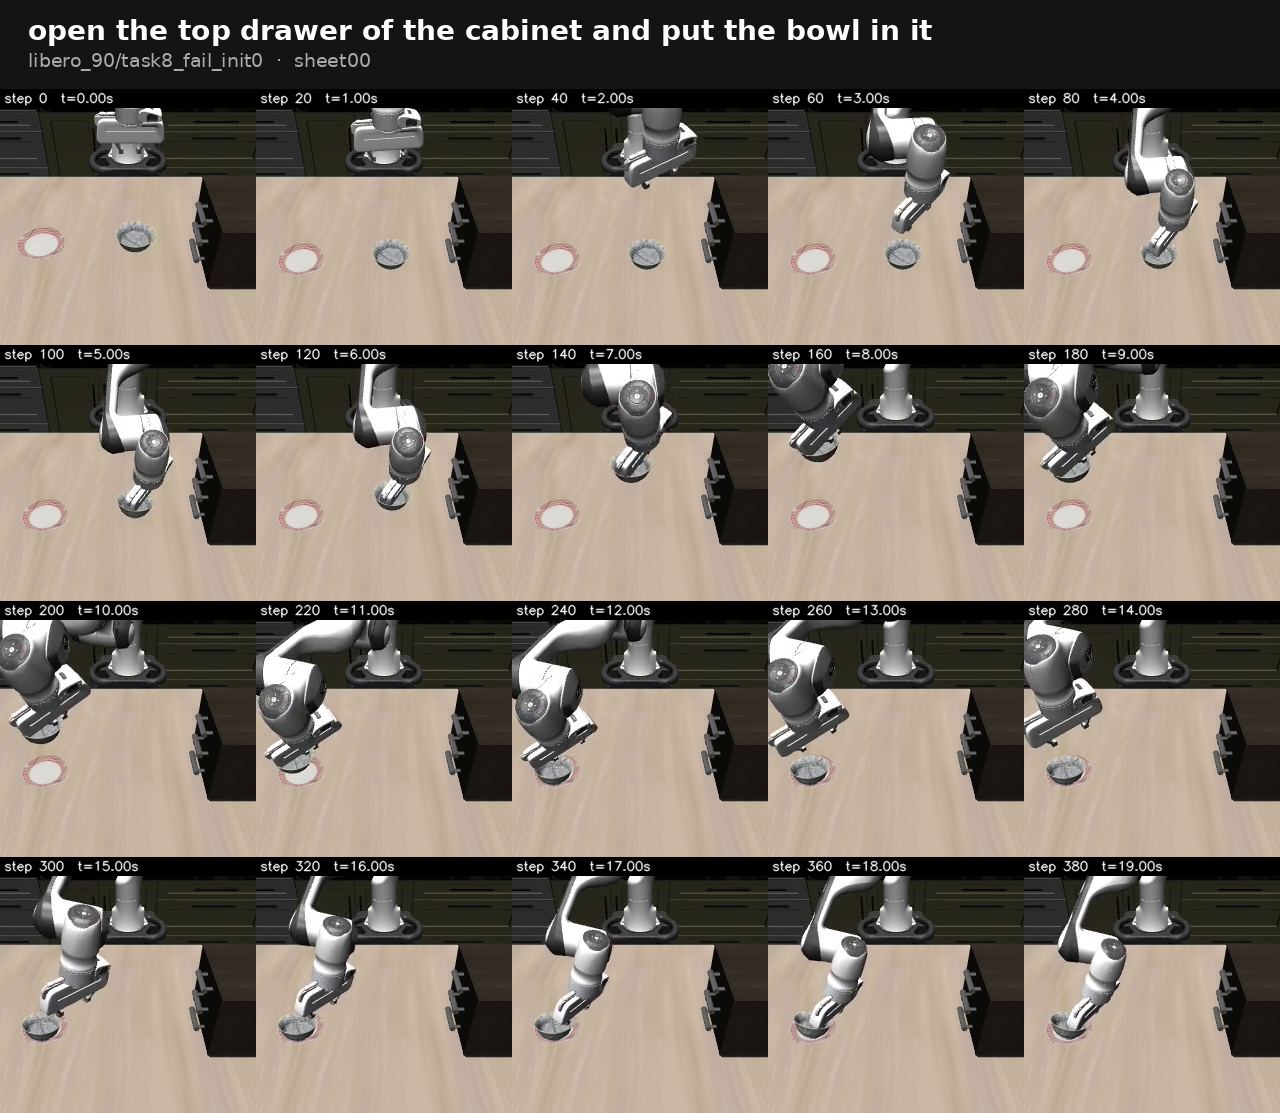 open the top drawer of the cabinet and put the bowl in it
libero_90/task8_fail_init0 · sheet00
step 0 t=0.00s
step 20 t=1.00s
step 40 t=2.00s
step 60 t=3.00s
step 80 t=4.00s
step 100 t=5.00s
step 120 t=6.00s
step 140 t=7.00s
step 160 t=8.00s
step 180 t=9.00s
step 200 t=10.00s
step 220 t=11.00s
step 240 t=12.00s
step 260 t=13.00s
step 280 t=14.00s
step 300 t=15.00s
step 320 t=16.00s
step 340 t=17.00s
step 360 t=18.00s
step 380 t=19.00s